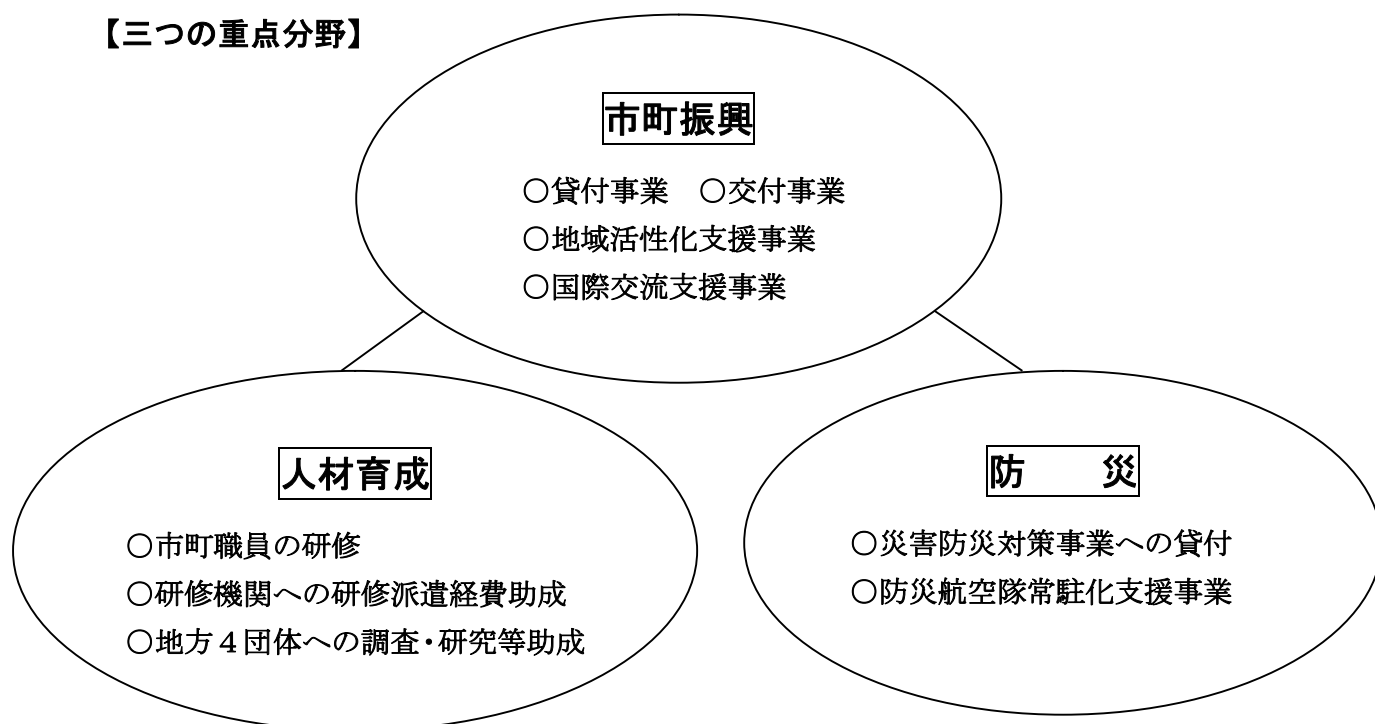 【三つの重点分野】
市町振興
○貸付事業　○交付事業
○地域活性化支援事業
○国際交流支援事業
人材育成
○市町職員の研修
○研修機関への研修派遣経費助成
○地方４団体への調査・研究等助成
防　　災
○災害防災対策事業への貸付
○防災航空隊常駐化支援事業